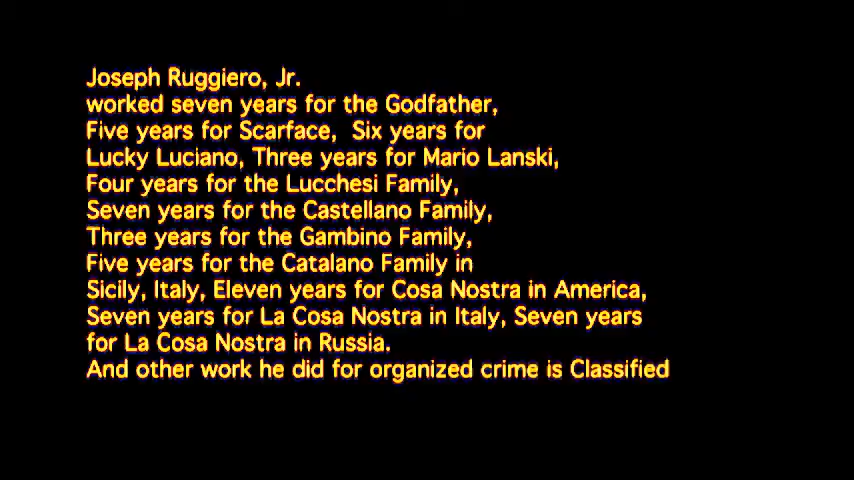 Joseph Ruggiero, Jr.
worked seven years for the Godfather,
Five years for Scarface, Six years for
Lucky Luciano, Three years for Mario Lanski,
Four years for the Lucchesi Family,
Seven years for the Castellano Family,
Three years for the Gambino Family,
Five years for the Catalano Family in
Sicily, Italy, Eleven years for Cosa Nostra in America,
Seven years for La Cosa Nostra in Italy, Seven years
for La Cosa Nostra in Russia.
And other work he did for organized crime is Classified